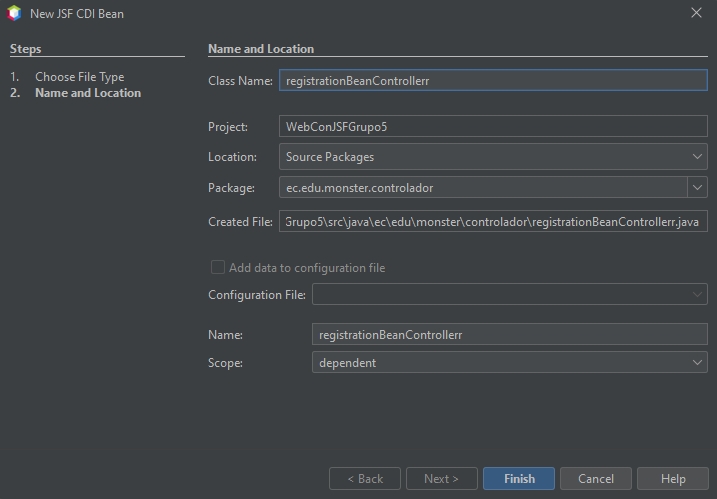 New JSF CDI Bean
Steps
1. Choose File Type
2. Name and Location
Name and Location
Class Name: registrationBeanControllerr
Project: WebConJSFGrupo5
Location: Source Packages
Package: ec.edu.monster.controlador
Created File: Grupo5\src\java\ec\edu\monster\controlador\registrationBeanControllerr.java
Add data to configuration file
Configuration File:
Name: registrationBeanControllerr
Scope: dependent
< Back Next > Finish Cancel Help